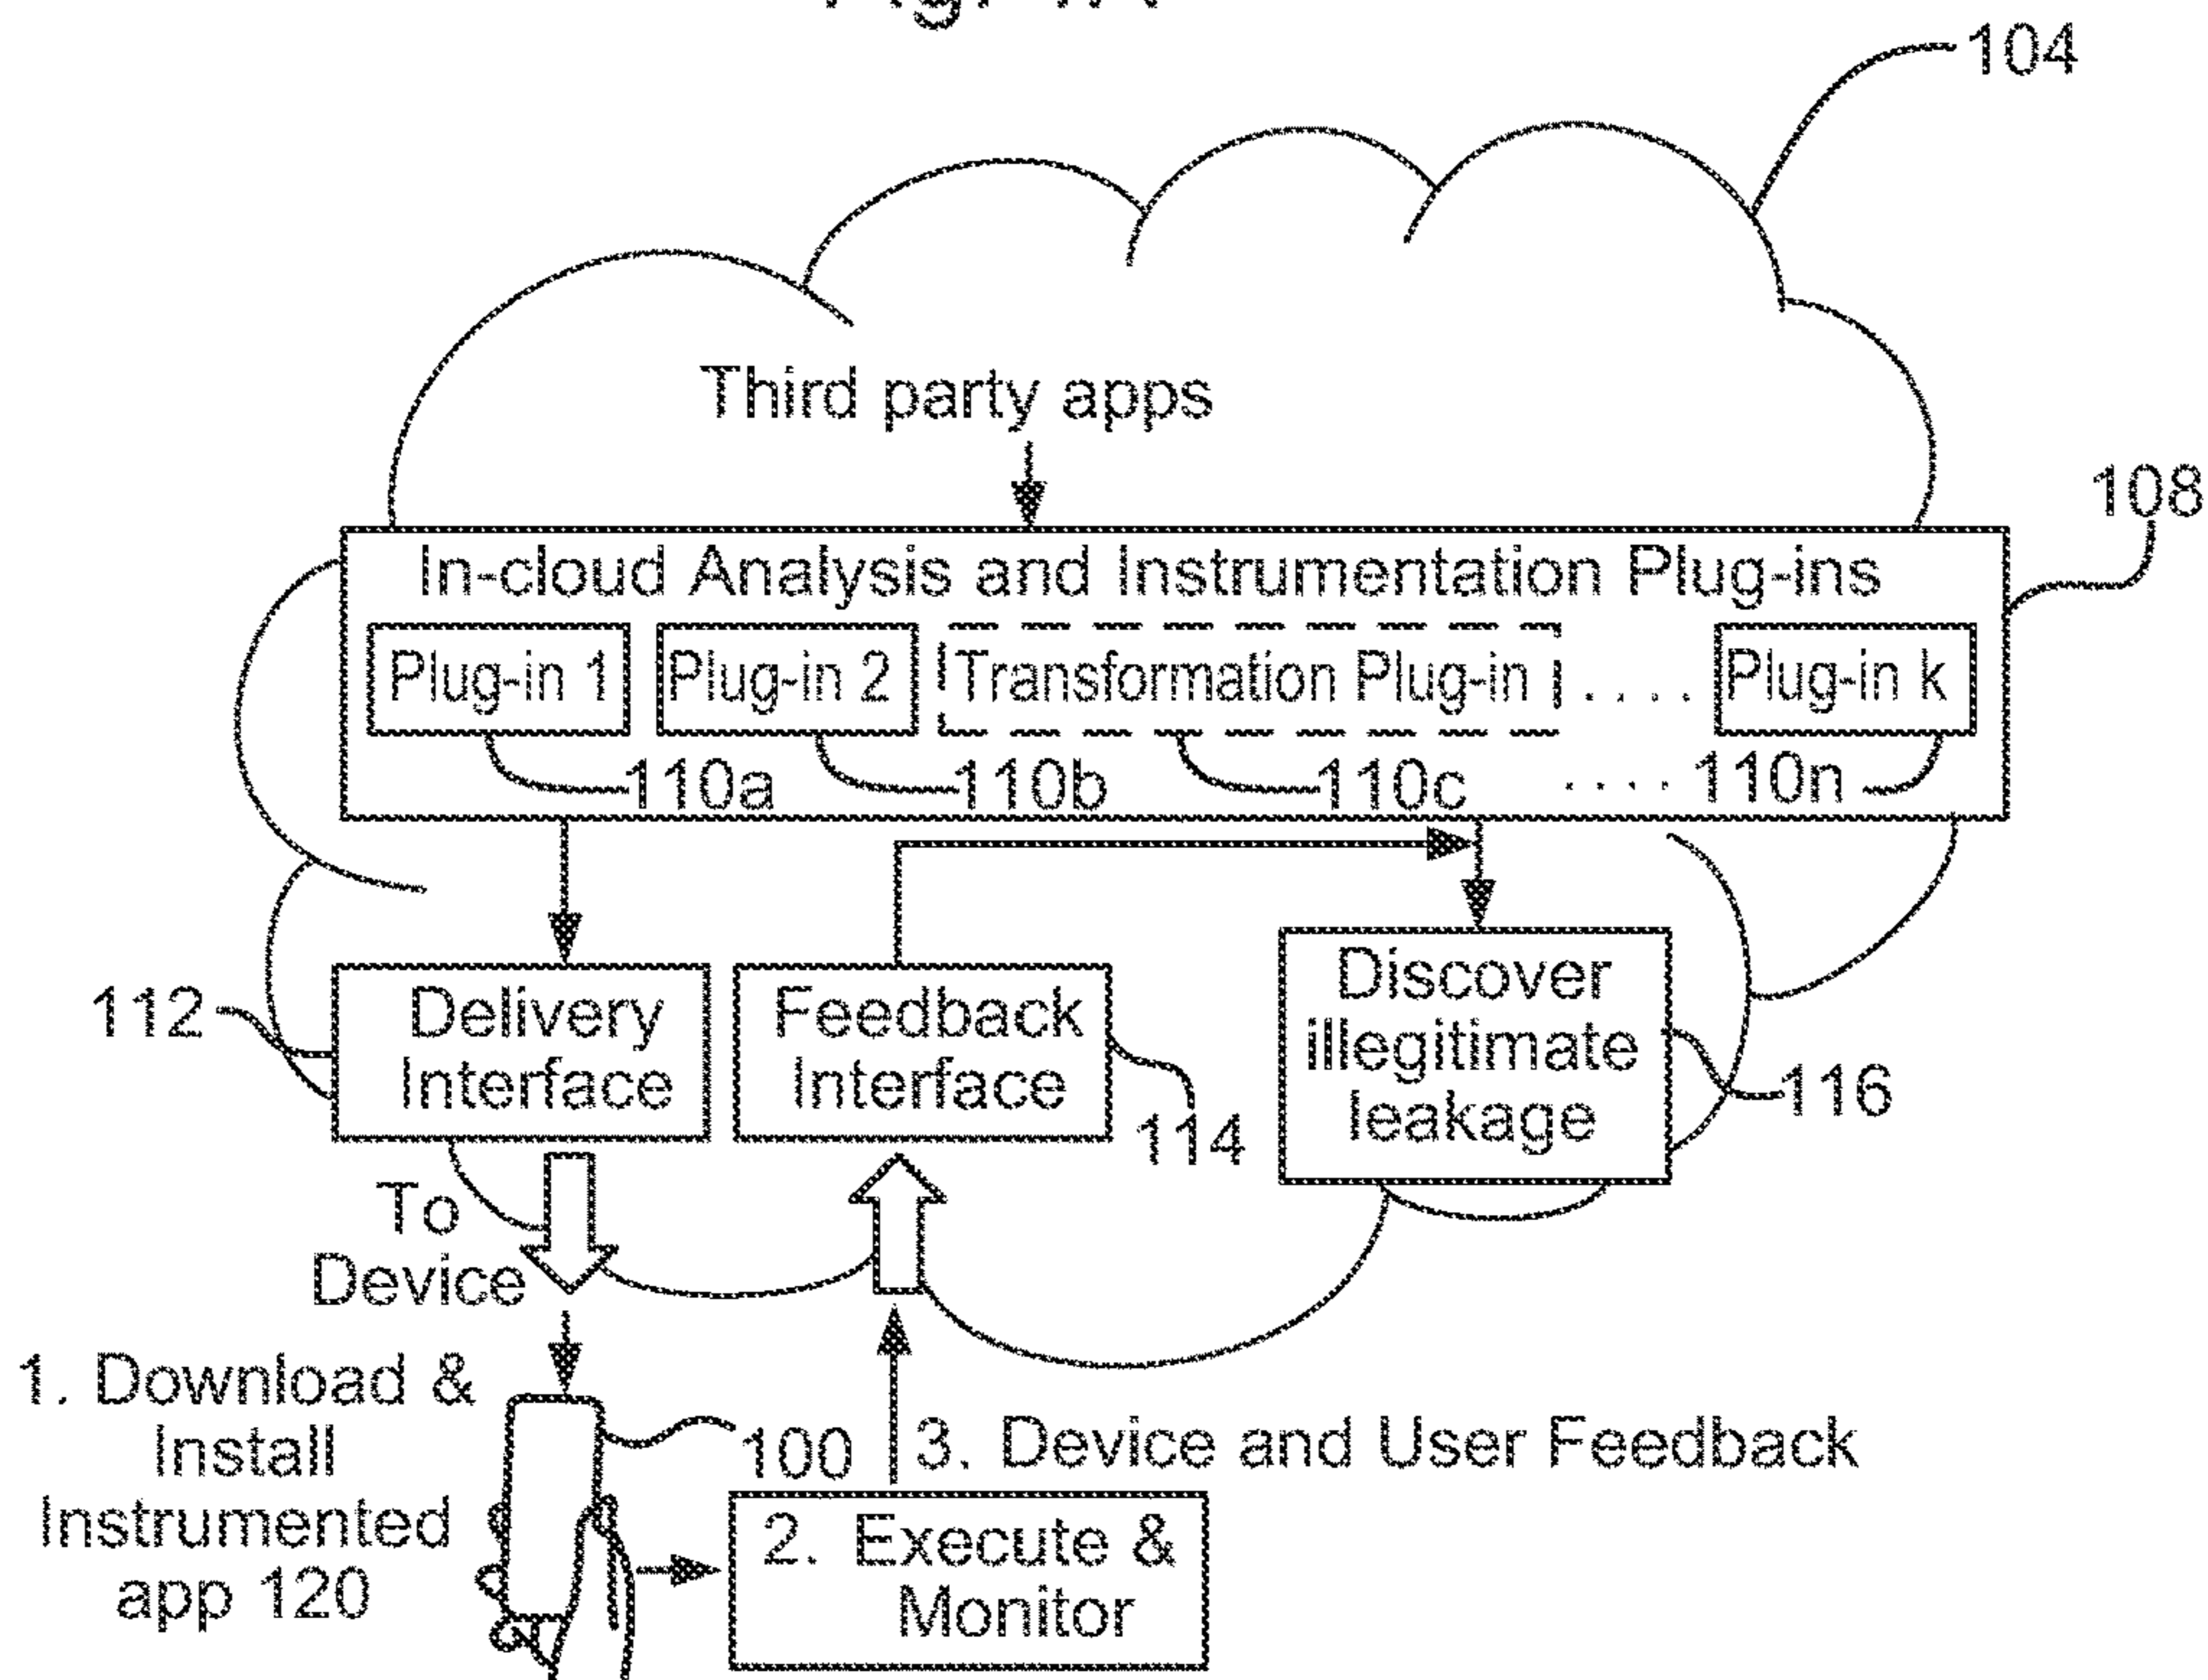 104
Third party apps
108
In-cloud Analysis and Instrumentation Plug-ins
Plug-in 1
Plug-in 2
Transformation Plug-in
. . . .
Plug-in k
110a
110b
110c
. . . .
110n
112
Delivery
Interface
Feedback
Interface
114
Discover
illegitimate
leakage
116
To
Device
1. Download &
Install
Instrumented
app 120
100
3. Device and User Feedback
2. Execute &
Monitor